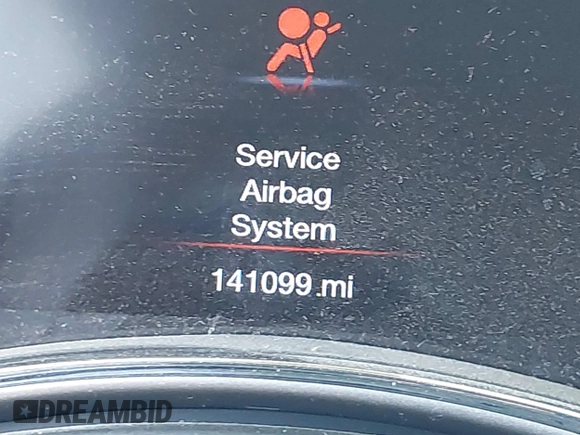 Service
Airbag
System
141099.mi
DREAMBID